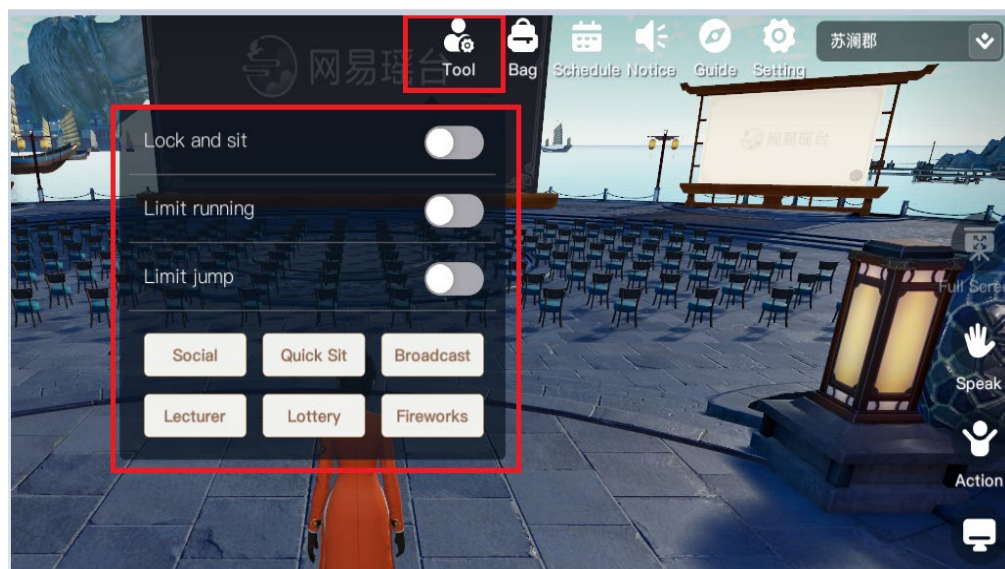 网易瑶台
Tool
Bag
Schedule
Notice
Guide
Setting
苏澜郡
网易瑶台
Lock and sit
Limit running
Limit jump
Social
Quick Sit
Broadcast
Lecturer
Lottery
Fireworks
Full Scree
Speak
Action